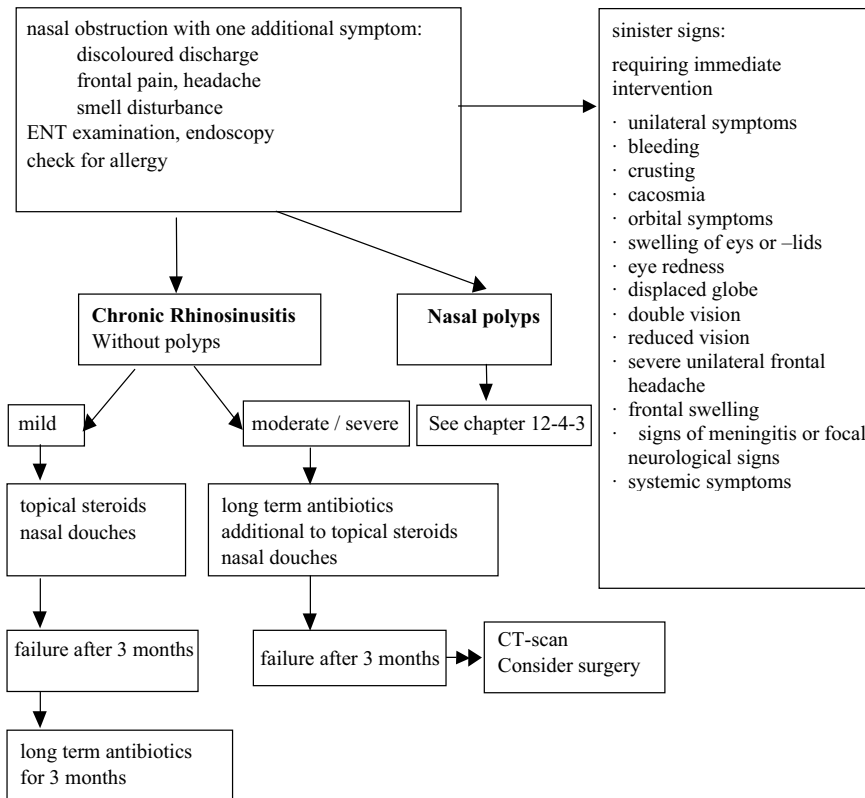 nasal obstruction with one additional symptom:
discoloured discharge
frontal pain, headache
smell disturbance
ENT examination, endoscopy
check for allergy
sinister signs:
requiring immediate
intervention
· unilateral symptoms
· bleeding
· crusting
· cacosmia
· orbital symptoms
· swelling of eys or –lids
· eye redness
· displaced globe
· double vision
· reduced vision
· severe unilateral frontal
headache
· frontal swelling
· signs of meningitis or focal
neurological signs
· systemic symptoms
Chronic Rhinosinusitis
Without polyps
Nasal polyps
mild
moderate / severe
See chapter 12-4-3
topical steroids
nasal douches
long term antibiotics
additional to topical steroids
nasal douches
failure after 3 months
failure after 3 months
CT-scan
Consider surgery
long term antibiotics
for 3 months